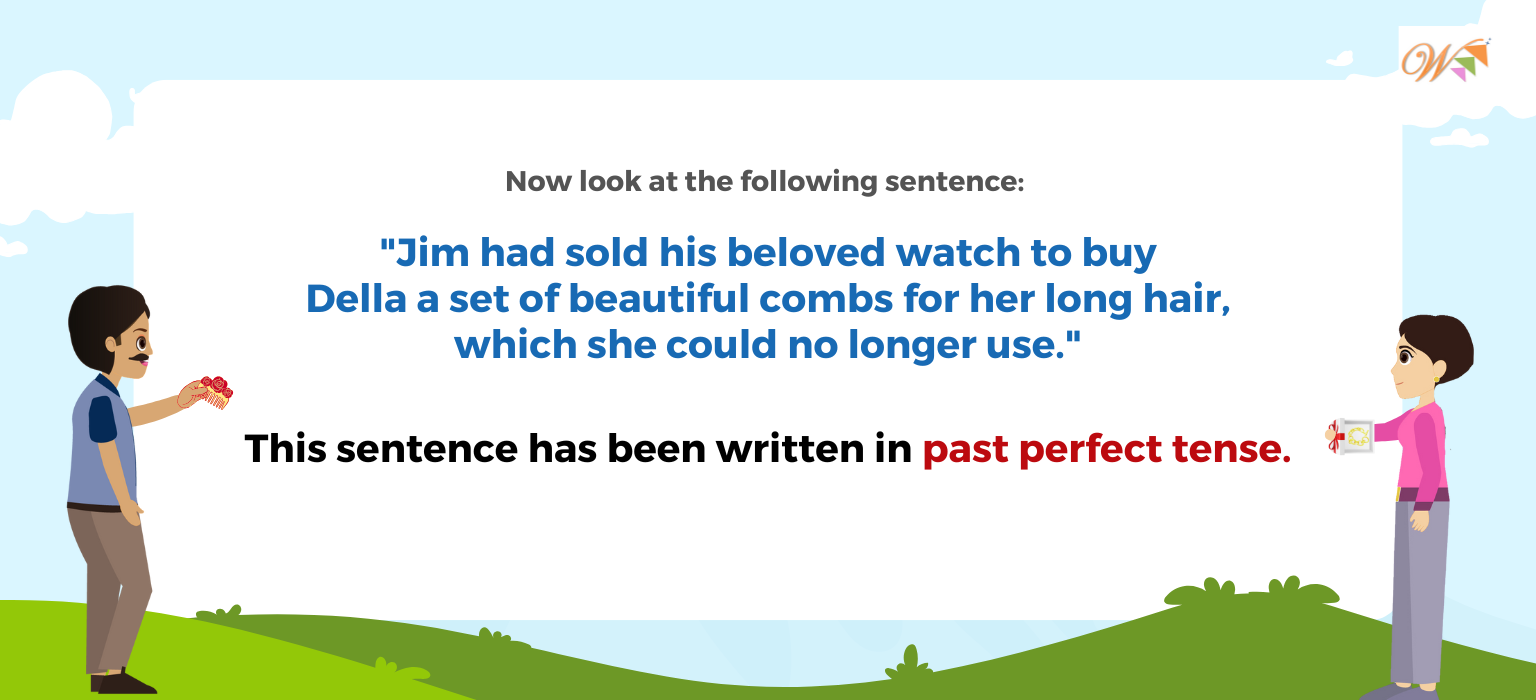 W
Now look at the following sentence:
"Jim had sold his beloved watch to buy
Della a set of beautiful combs for her long hair,
which she could no longer use."
This sentence has been written in past perfect tense.